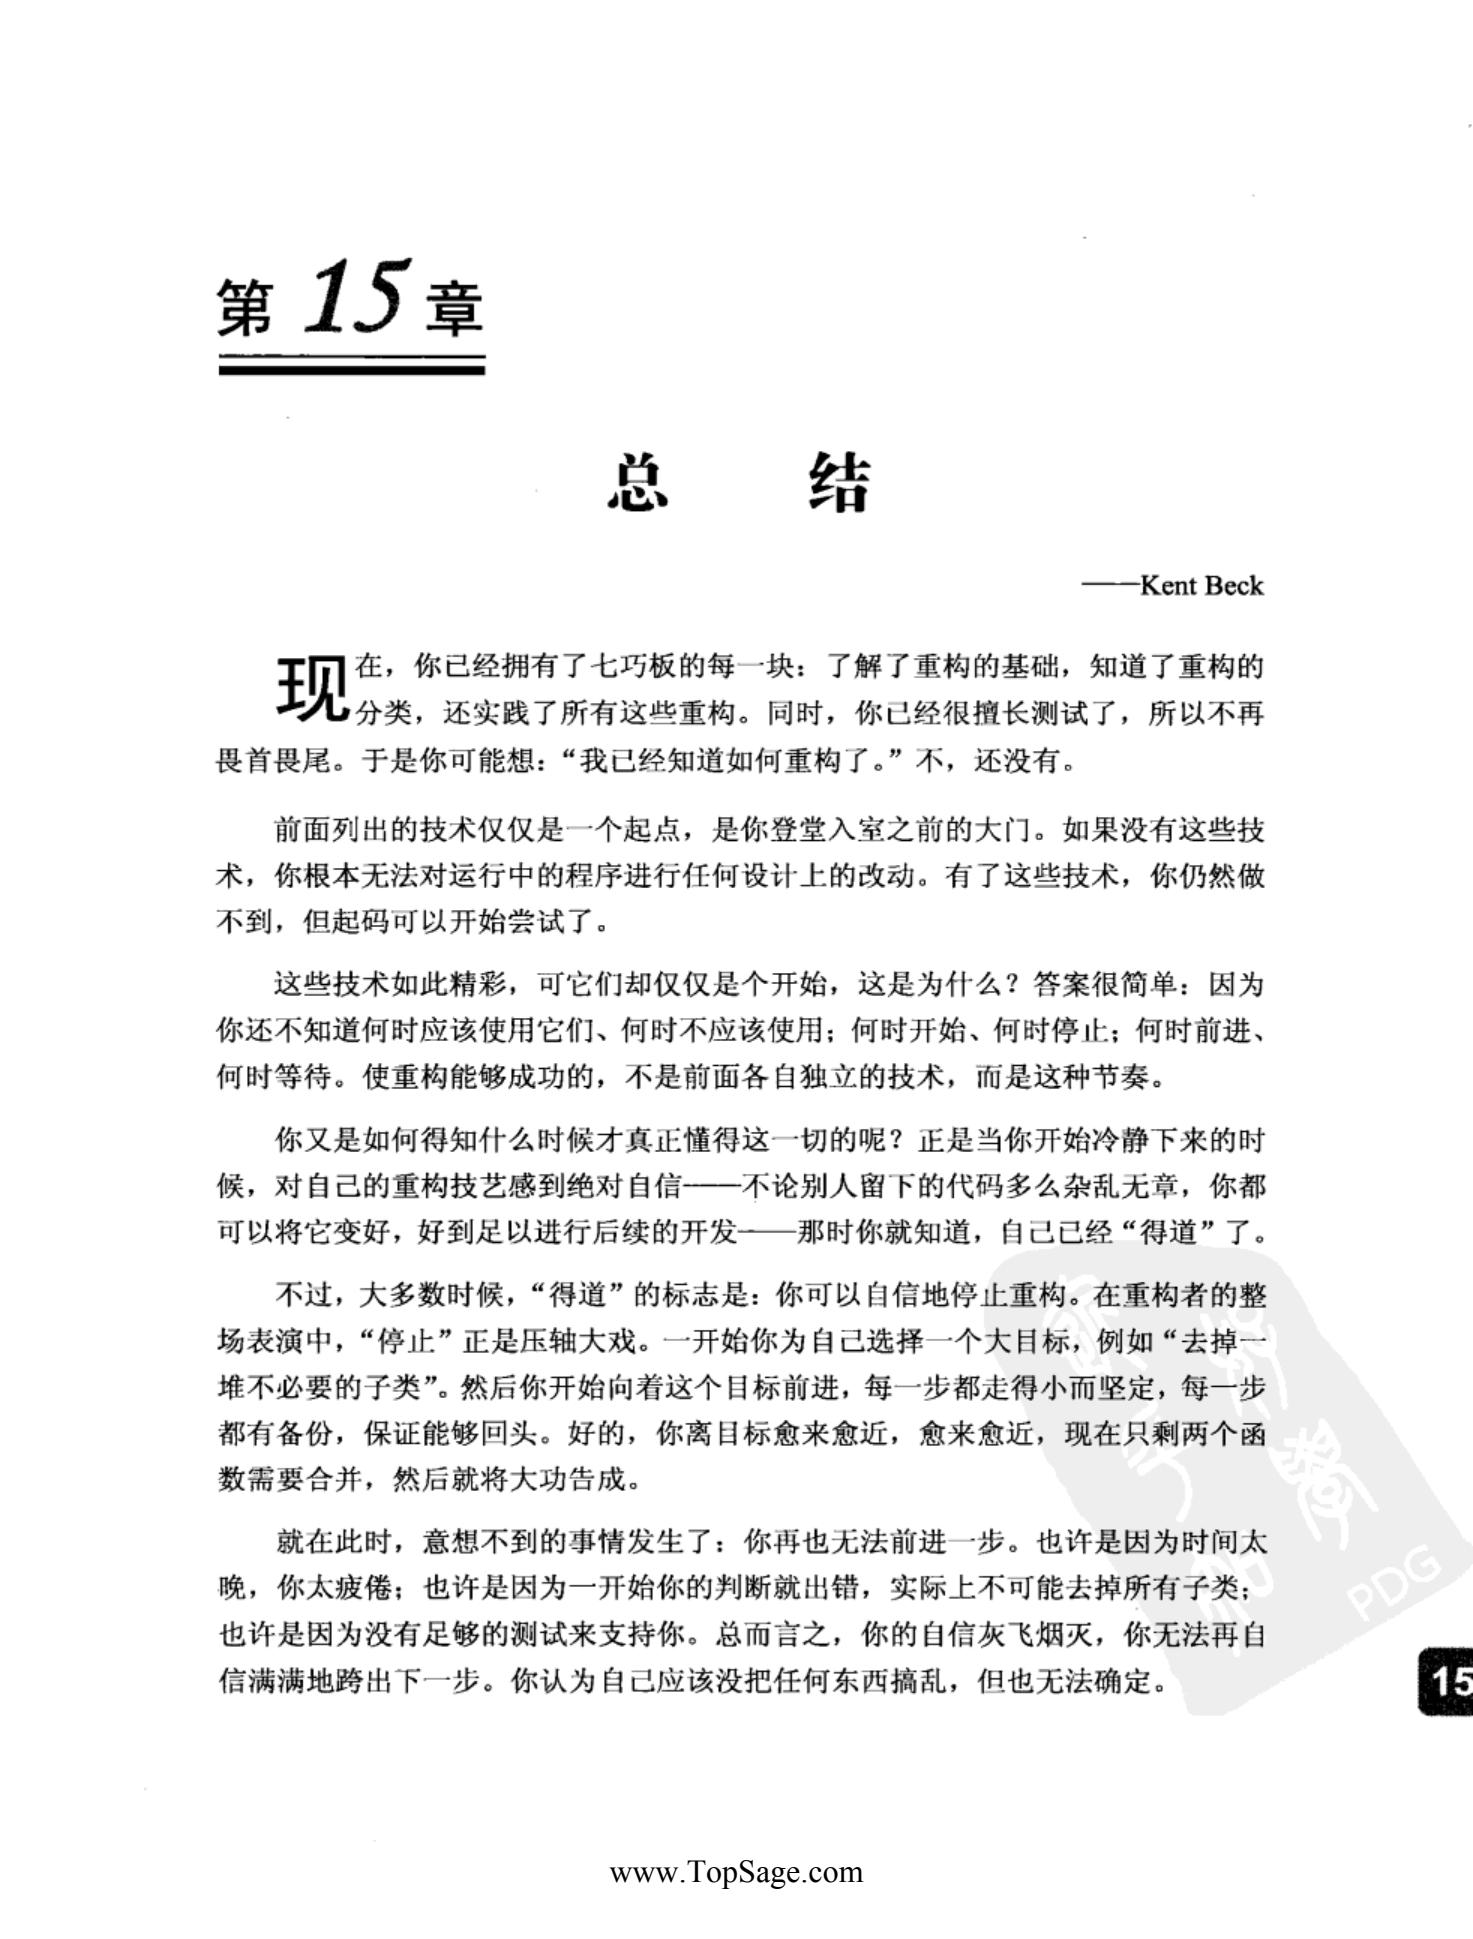 第 15 章
总 结
——Kent Beck
现在，你已经拥有了七巧板的每一块：了解了重构的基础，知道了重构的
分类，还实践了所有这些重构。同时，你已经很擅长测试了，所以不再
畏首畏尾。于是你可能想：“我已经知道如何重构了。”不，还没有。
前面列出的技术仅仅是一个起点，是你登堂入室之前的大门。如果没有这些技
术，你根本无法对运行中的程序进行任何设计上的改动。有了这些技术，你仍然做
不到，但起码可以开始尝试了。
这些技术如此精彩，可它们却仅仅是个开始，这是为什么？答案很简单：因为
你还不知道何时应该使用它们、何时不应该使用；何时开始、何时停止；何时前进、
何时等待。使重构能够成功的，不是前面各自独立的技术，而是这种节奏。
你又是如何得知什么时候才真正懂得这一切的呢？正是当你开始冷静下来的时
候，对自己的重构技艺感到绝对自信——不论别人留下的代码多么杂乱无章，你都
可以将它变好，好到足以进行后续的开发——那时你就知道，自己已经“得道”了。
不过，大多数时候，“得道”的标志是：你可以自信地停止重构。在重构者的整
场表演中，“停止”正是压轴大戏。一开始你为自己选择一个大目标，例如“去掉一
堆不必要的子类”。然后你开始向着这个目标前进，每一步都走得小而坚定，每一步
都有备份，保证能够回头。好的，你离目标愈来愈近，愈来愈近，现在只剩两个函
数需要合并，然后就将大功告成。
就在此时，意想不到的事情发生了：你再也无法前进一步。也许是因为时间太
晚，你太疲倦；也许是因为一开始你的判断就出错，实际上不可能去掉所有子类；
也许是因为没有足够的测试来支持你。总而言之，你的自信灰飞烟灭，你无法再自
信满满地跨出下一步。你认为自己应该没把任何东西搞乱，但也无法确定。
PDG
15
www.TopSage.com